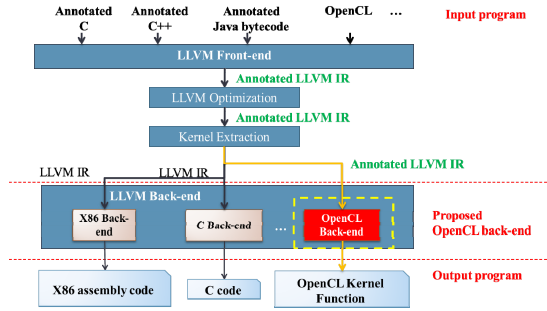 Annotated
C
Annotated
C++
Annotated
Java bytecode
OpenCL
...
Input program
LLVM Front-end
Annotated LLVM IR
LLVM Optimization
Annotated LLVM IR
Kernel Extraction
LLVM IR
LLVM IR
Annotated LLVM IR
LLVM Back-end
X86 Back-
end
C Back-end
...
OpenCL
Back-end
Proposed
OpenCL back-end
X86 assembly code
C code
OpenCL Kernel
Function
Output program